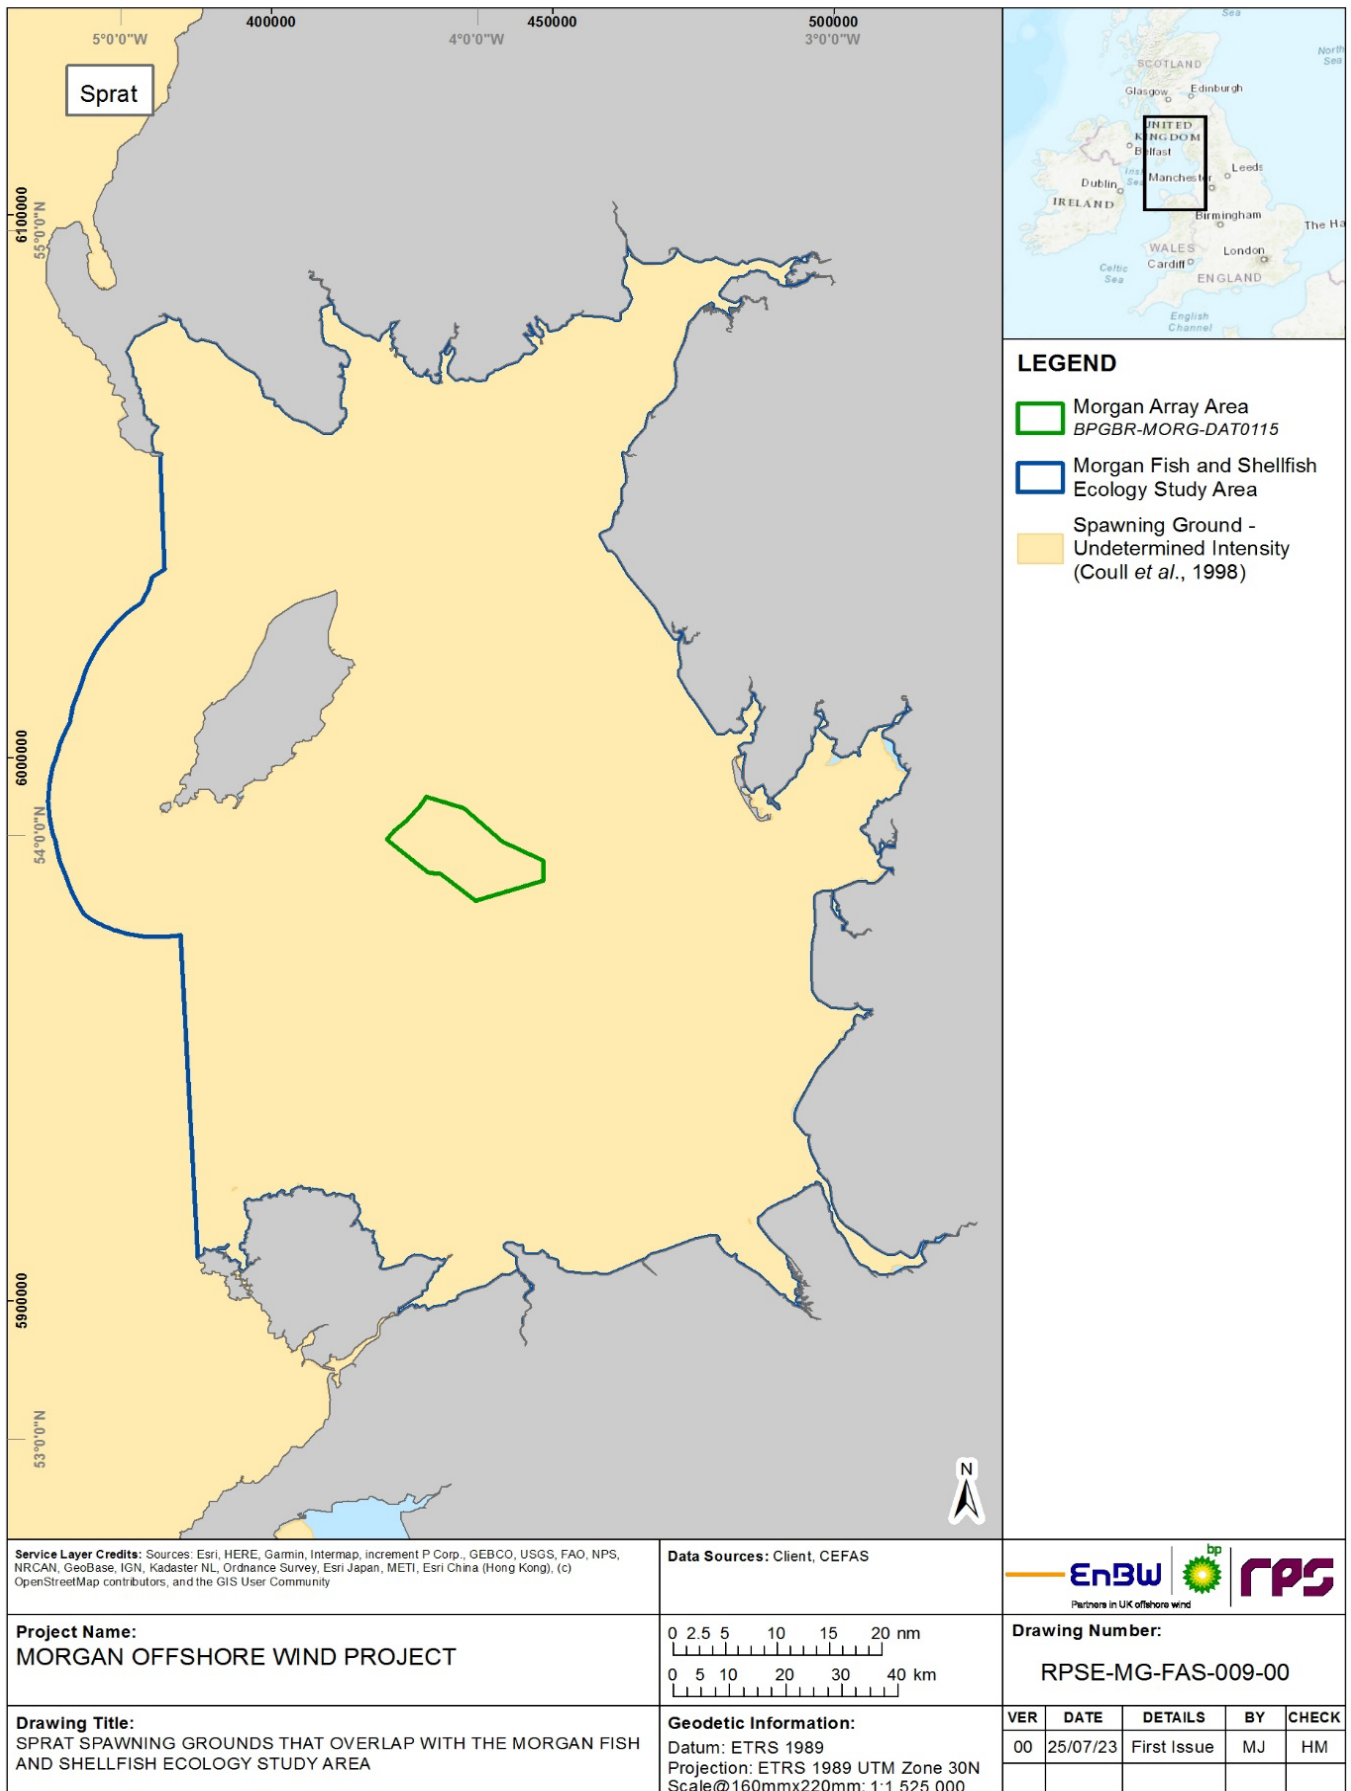 400000
450000
500000
5°0'0"W
4°0'0"W
3°0'0"W
Sprat
6100000
55°0'0"N
6000000
54°0'0"N
5900000
53°0'0"N
N
Sea
North
Sea
SCOTLAND
Glasgow
Edinburgh
UNITED
KINGDOM
Belfast
Leeds
Dublin
Sea
Manchester
IRELAND
Birmingham
The Ha
WALES
London
Cardiff
Celtic
Sea
ENGLAND
English
Channel
LEGEND
Morgan Array Area
BPGBR-MORG-DAT0115
Morgan Fish and Shellfish
Ecology Study Area
Spawning Ground -
Undetermined Intensity
(Coull et al., 1998)
Service Layer Credits: Sources: Esri, HERE, Garmin, Intermap, increment P Corp., GEBCO, USGS, FAO, NPS,
NRCAN, GeoBase, IGN, Kadaster NL, Ordnance Survey, Esri Japan, METI, Esri China (Hong Kong), (c)
OpenStreetMap contributors, and the GIS User Community
Data Sources: Client, CEFAS
EnBW
bp
rps
Partners in UK offshore wind
Project Name:
MORGAN OFFSHORE WIND PROJECT
0 2.5 5 10 15 20 nm
0 5 10 20 30 40 km
Drawing Number:
RPSE-MG-FAS-009-00
Drawing Title:
SPRAT SPAWNING GROUNDS THAT OVERLAP WITH THE MORGAN FISH
AND SHELLFISH ECOLOGY STUDY AREA
Geodetic Information:
Datum: ETRS 1989
Projection: ETRS 1989 UTM Zone 30N
Scale@160mmx220mm: 1:1,525,000
VER DATE DETAILS BY CHECK
00 25/07/23 First Issue MJ HM